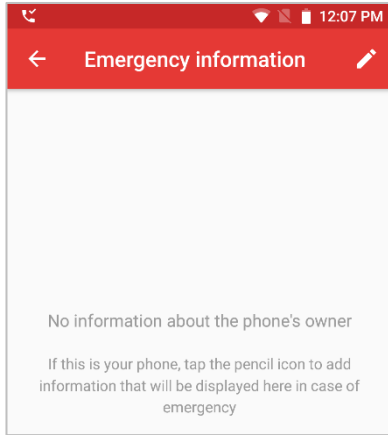 12:07 PM
Emergency information
No information about the phone's owner
If this is your phone, tap the pencil icon to add
information that will be displayed here in case of
emergency